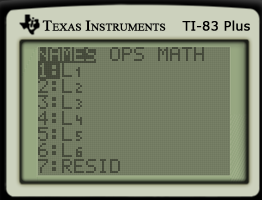 TEXAS INSTRUMENTS TI-83 Plus
NAMES OPS MATH
1:L₁
2:L₂
3:L₃
4:L₄
5:L₅
6:L₆
7:RESID